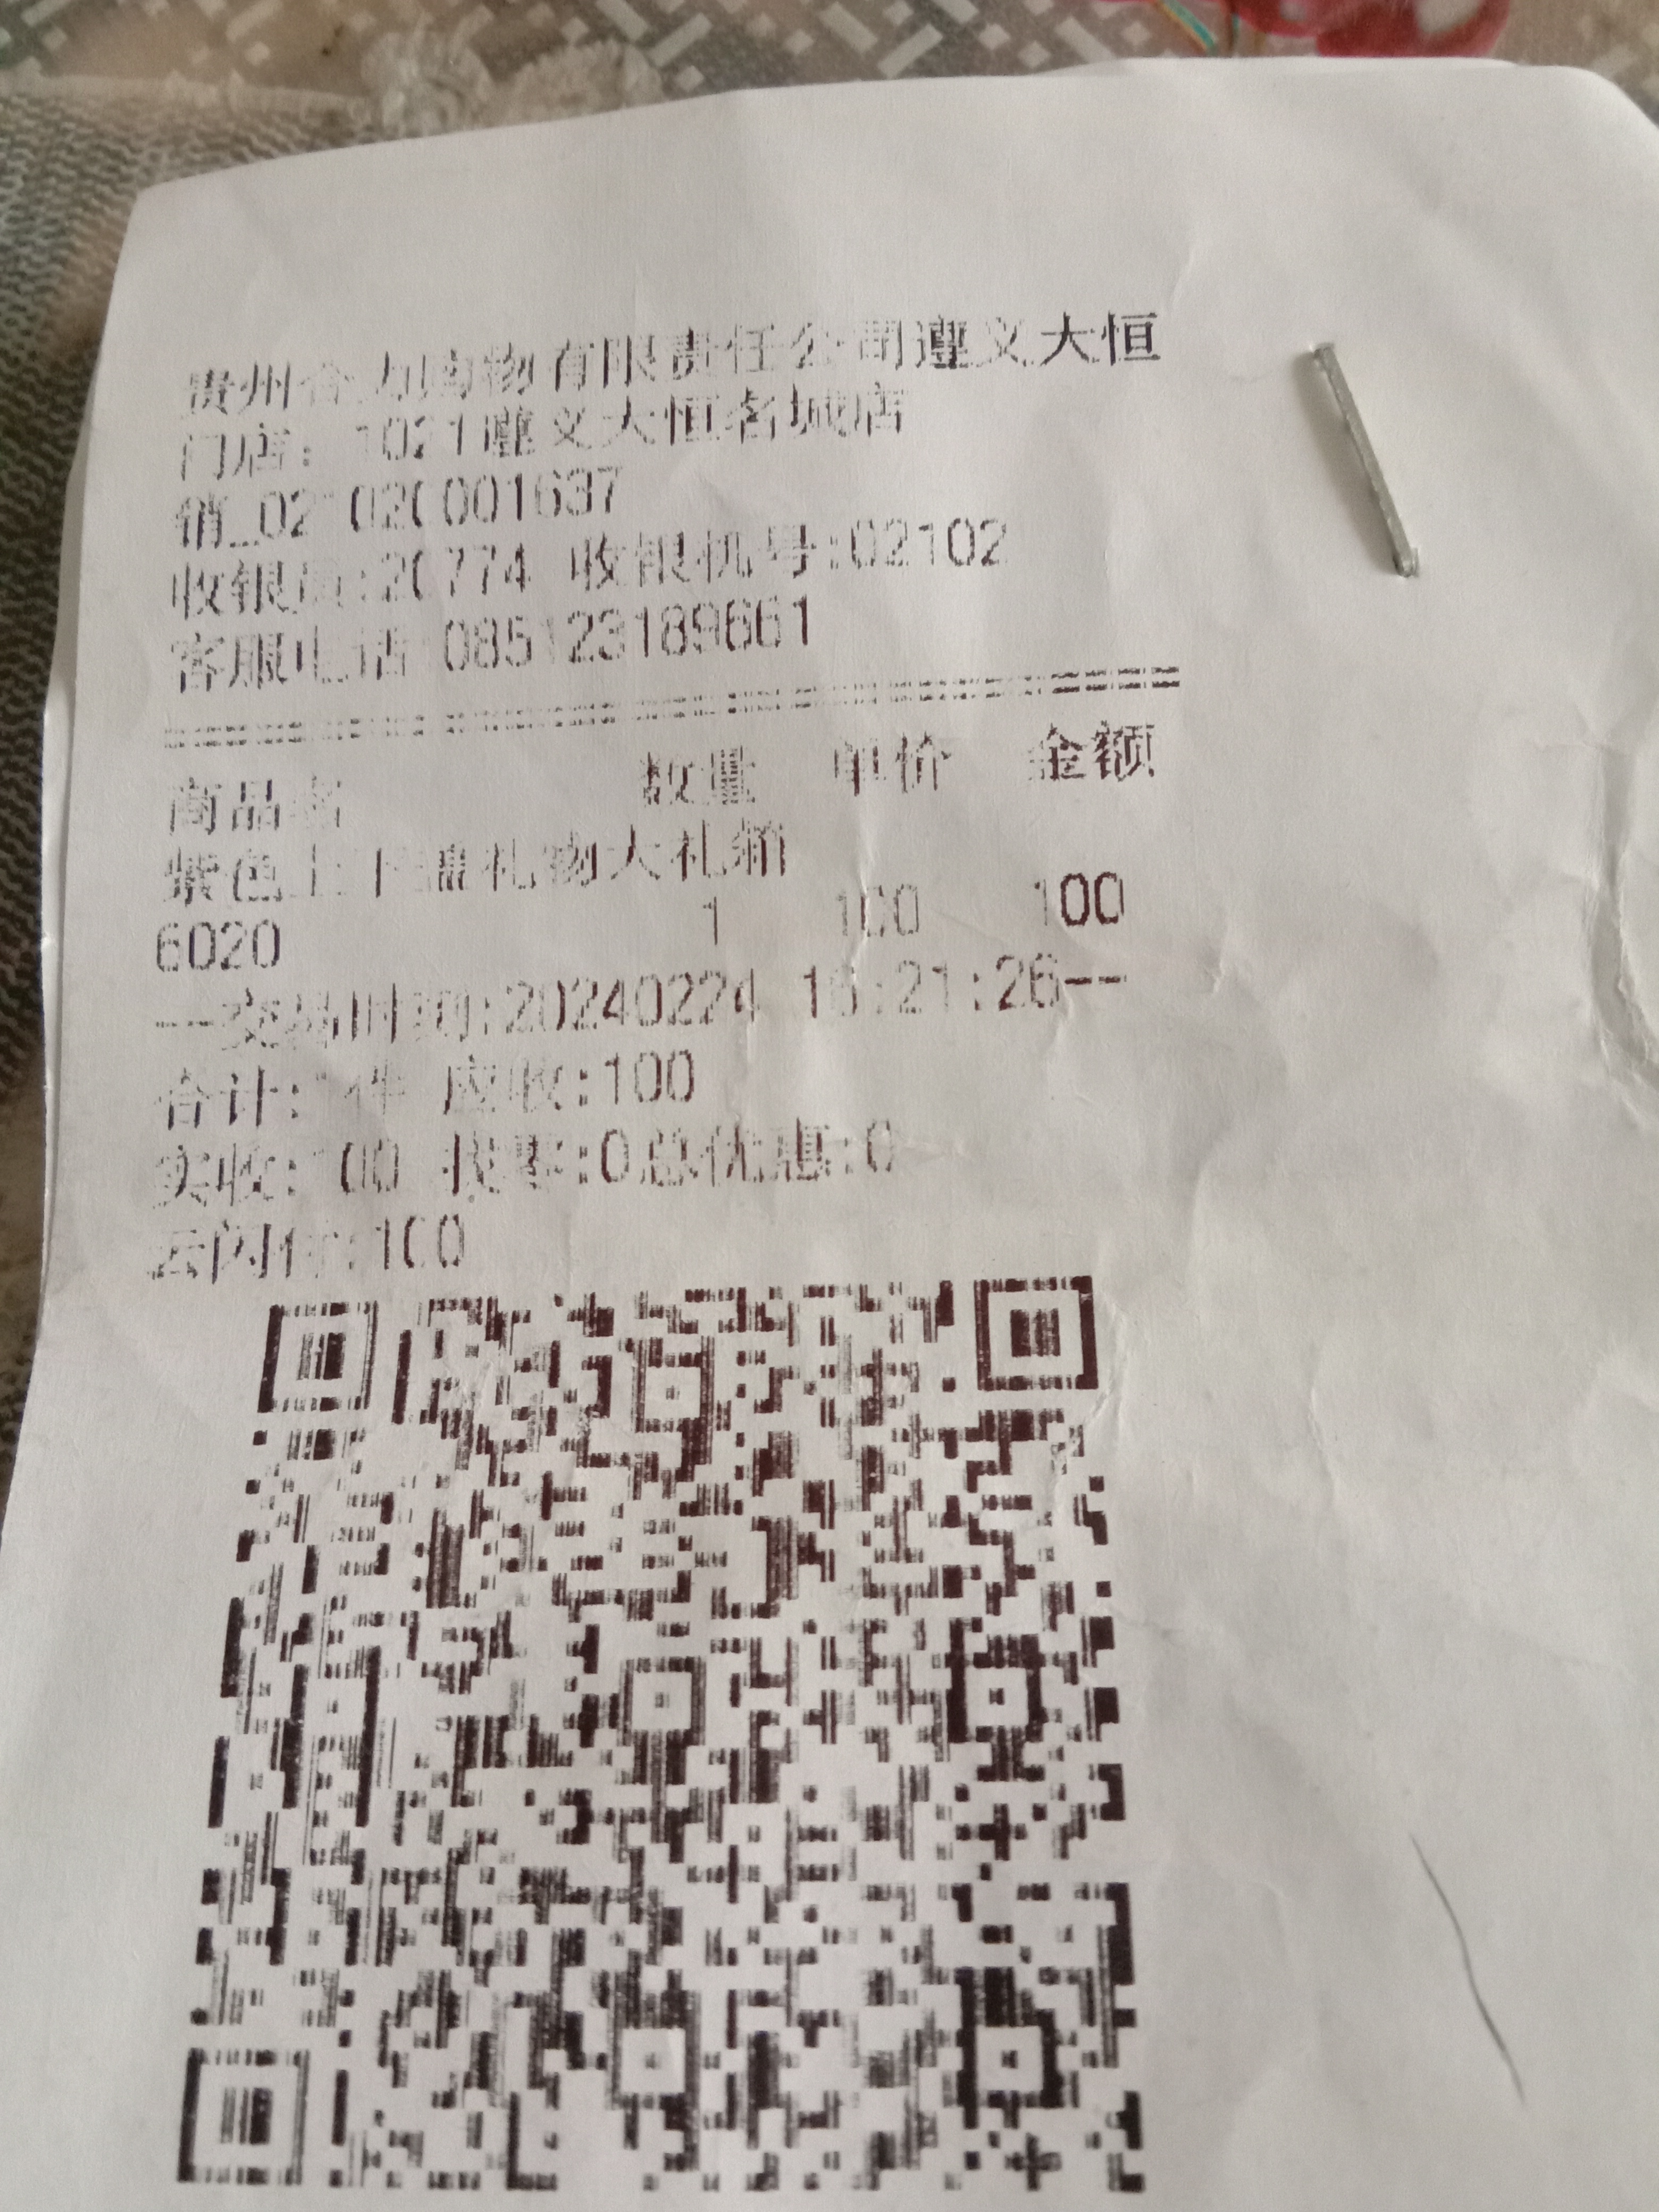 贵州合力购物有限责任公司遵义大恒
门店: 1021遵义大恒名城店
销_02102000001637
收银员:20774 收银机号:02102
客服电话 085123189661
商品名 数量 单价 金额
紫色上下盖礼物大礼箱
6020 1 100 100
--交易时间:20240224 16:21:26--
合计: 1件 应收:100
实收:100 找零:0总优惠:0
云闪付:100